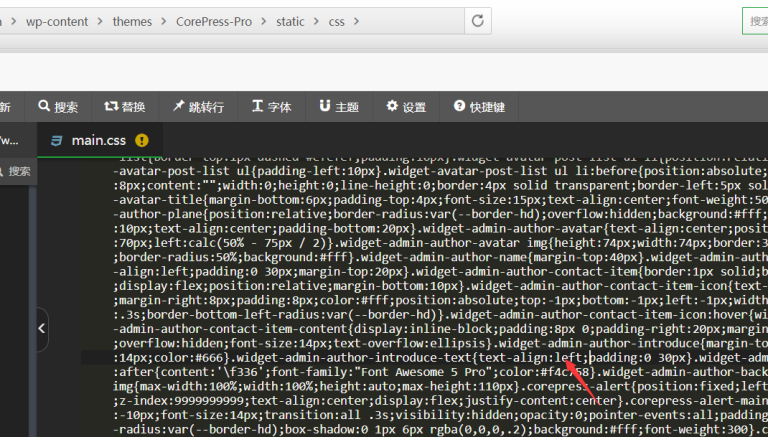 wp-content > themes > CorePress-Pro > static > css >
搜索
新 搜索 替换 跳转行 字体 主题 设置 快捷键
/w... main.css
搜索
-avatar-post-list ul{padding-left:10px}.widget-avatar-post-list ul li:before{position:absolute;
:8px;content:"";width:0;height:0;line-height:0;border:4px solid transparent;border-left:5px sol
-avatar-title{margin-bottom:6px;padding-top:4px;font-size:15px;text-align:center;font-weight:50
-author-plane{position:relative;border-radius:var(--border-hd);overflow:hidden;background:#fff;
:10px;text-align:center;padding-bottom:20px}.widget-admin-author-avatar{text-align:center;posit
:70px;left:calc(50% - 75px / 2)}.widget-admin-author-avatar img{height:74px;width:74px;border:3
;border-radius:50%;background:#fff}.widget-admin-author-name{margin-top:40px}.widget-admin-auth
-align:left;padding:0 30px;margin-top:20px}.widget-admin-author-contact-item{border:1px solid;b
;display:flex;position:relative;margin-bottom:10px}.widget-admin-author-contact-item-icon{text-
;margin-right:8px;padding:8px;color:#fff;position:absolute;top:-1px;bottom:-1px;left:-1px;width
:.3s;border-bottom-left-radius:var(--border-hd)}.widget-admin-author-contact-item-icon:hover{wi
-admin-author-contact-item-content{display:inline-block;padding:8px 0;padding-right:20px;margin
;overflow:hidden;font-size:14px;text-overflow:ellipsis}.widget-admin-author-introduce{margin-to
:14px;color:#666}.widget-admin-author-introduce-text{text-align:left;padding:0 30px}.widget-adm
:after{content:'\f336';font-family:"Font Awesome 5 Pro";color:#f4c758}.widget-admin-author-back
img{max-width:100%;width:100%;height:auto;max-height:110px}.corepress-alert{position:fixed;left
;z-index:9999999999;text-align:center;display:flex;justify-content:center}.corepress-alert-main
:-10px;font-size:14px;transition:all .3s;visibility:hidden;opacity:0;pointer-events:all;padding
-radius:var(--border-hd);box-shadow:0 1px 6px rgba(0,0,0,.2);background:#fff;font-weight:300}.c